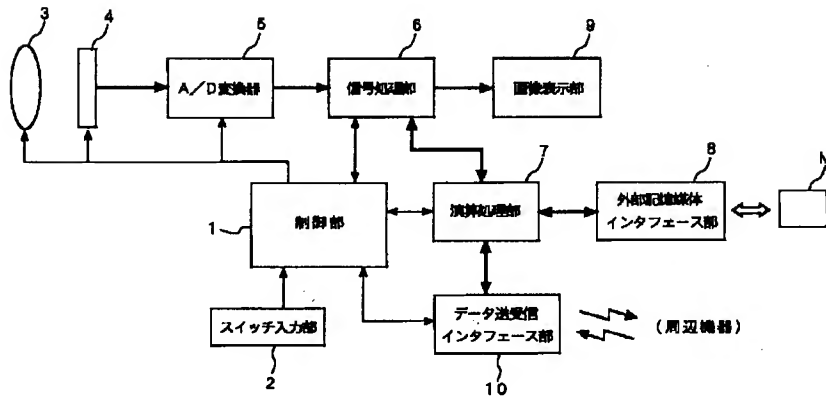 3
4
5
6
9
A/D変換器
信号処理部
画像表示部
7
8
M
1
制御部
演算処理部
外部記憶媒体
インタフェース部
スイッチ入力部
2
データ送受信
インタフェース部
10
(周辺機器)